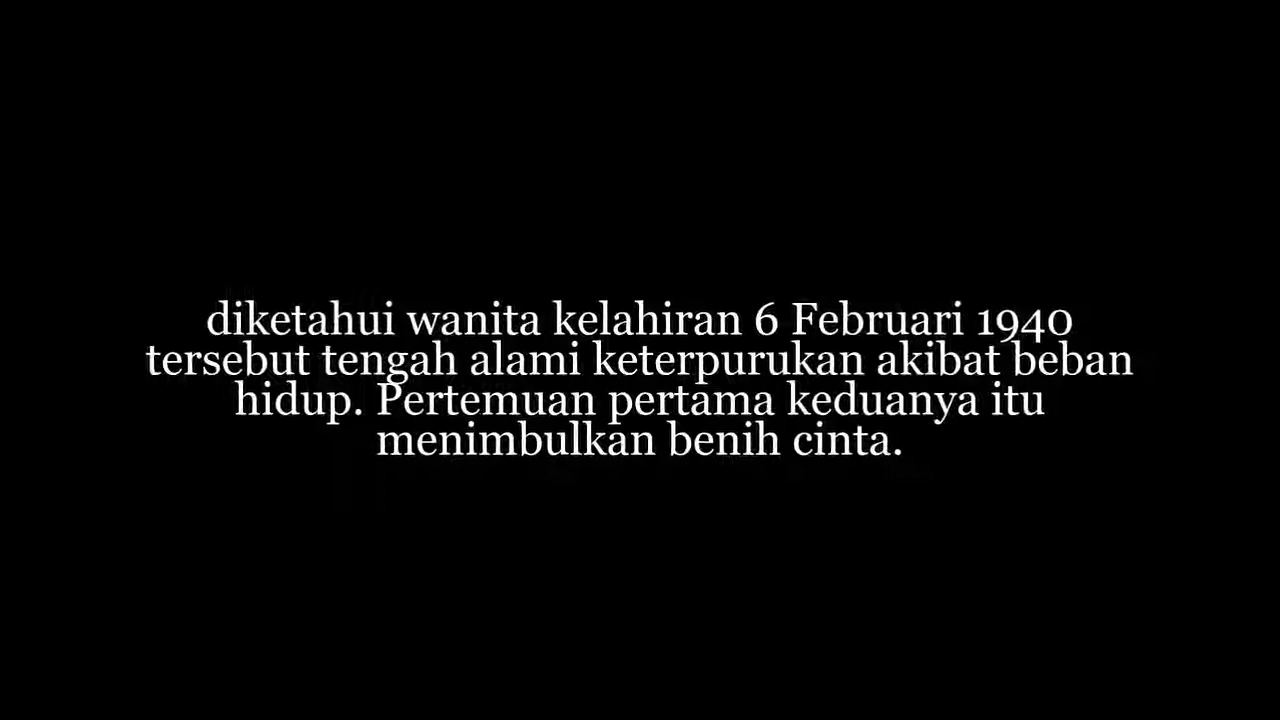 diketahui wanita kelahiran 6 Februari 1940
tersebut tengah alami keterpurukan akibat beban
hidup. Pertemuan pertama keduanya itu
menimbulkan benih cinta.